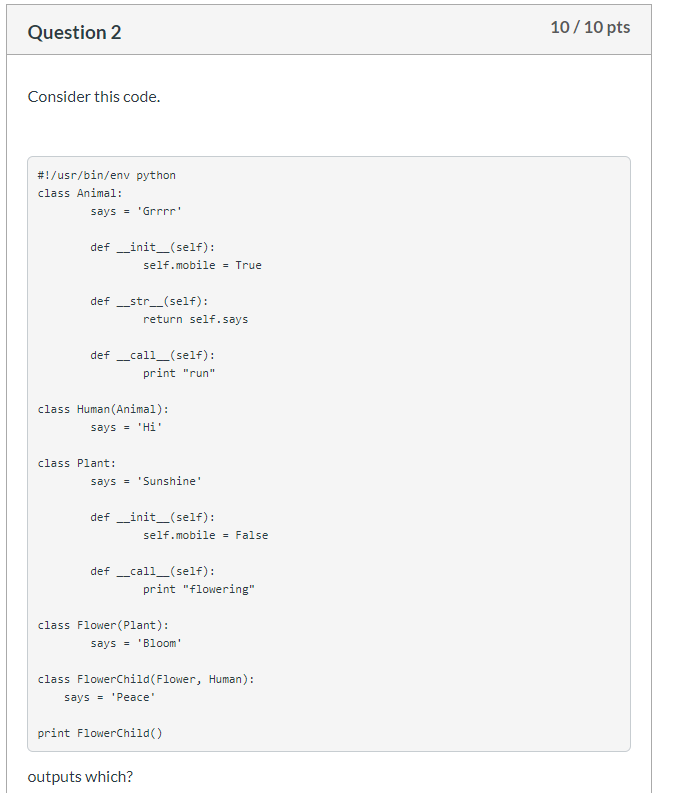 Question 2
10 / 10 pts
Consider this code.
#!/usr/bin/env python
class Animal:
        says = 'Grrrr'
        def __init__(self):
                self.mobile = True
        def __str__(self):
                return self.says
        def __call__(self):
                print "run"
class Human(Animal):
        says = 'Hi'
class Plant:
        says = 'Sunshine'
        def __init__(self):
                self.mobile = False
        def __call__(self):
                print "flowering"
class Flower(Plant):
        says = 'Bloom'
class FlowerChild(Flower, Human):
    says = 'Peace'
print FlowerChild()
outputs which?